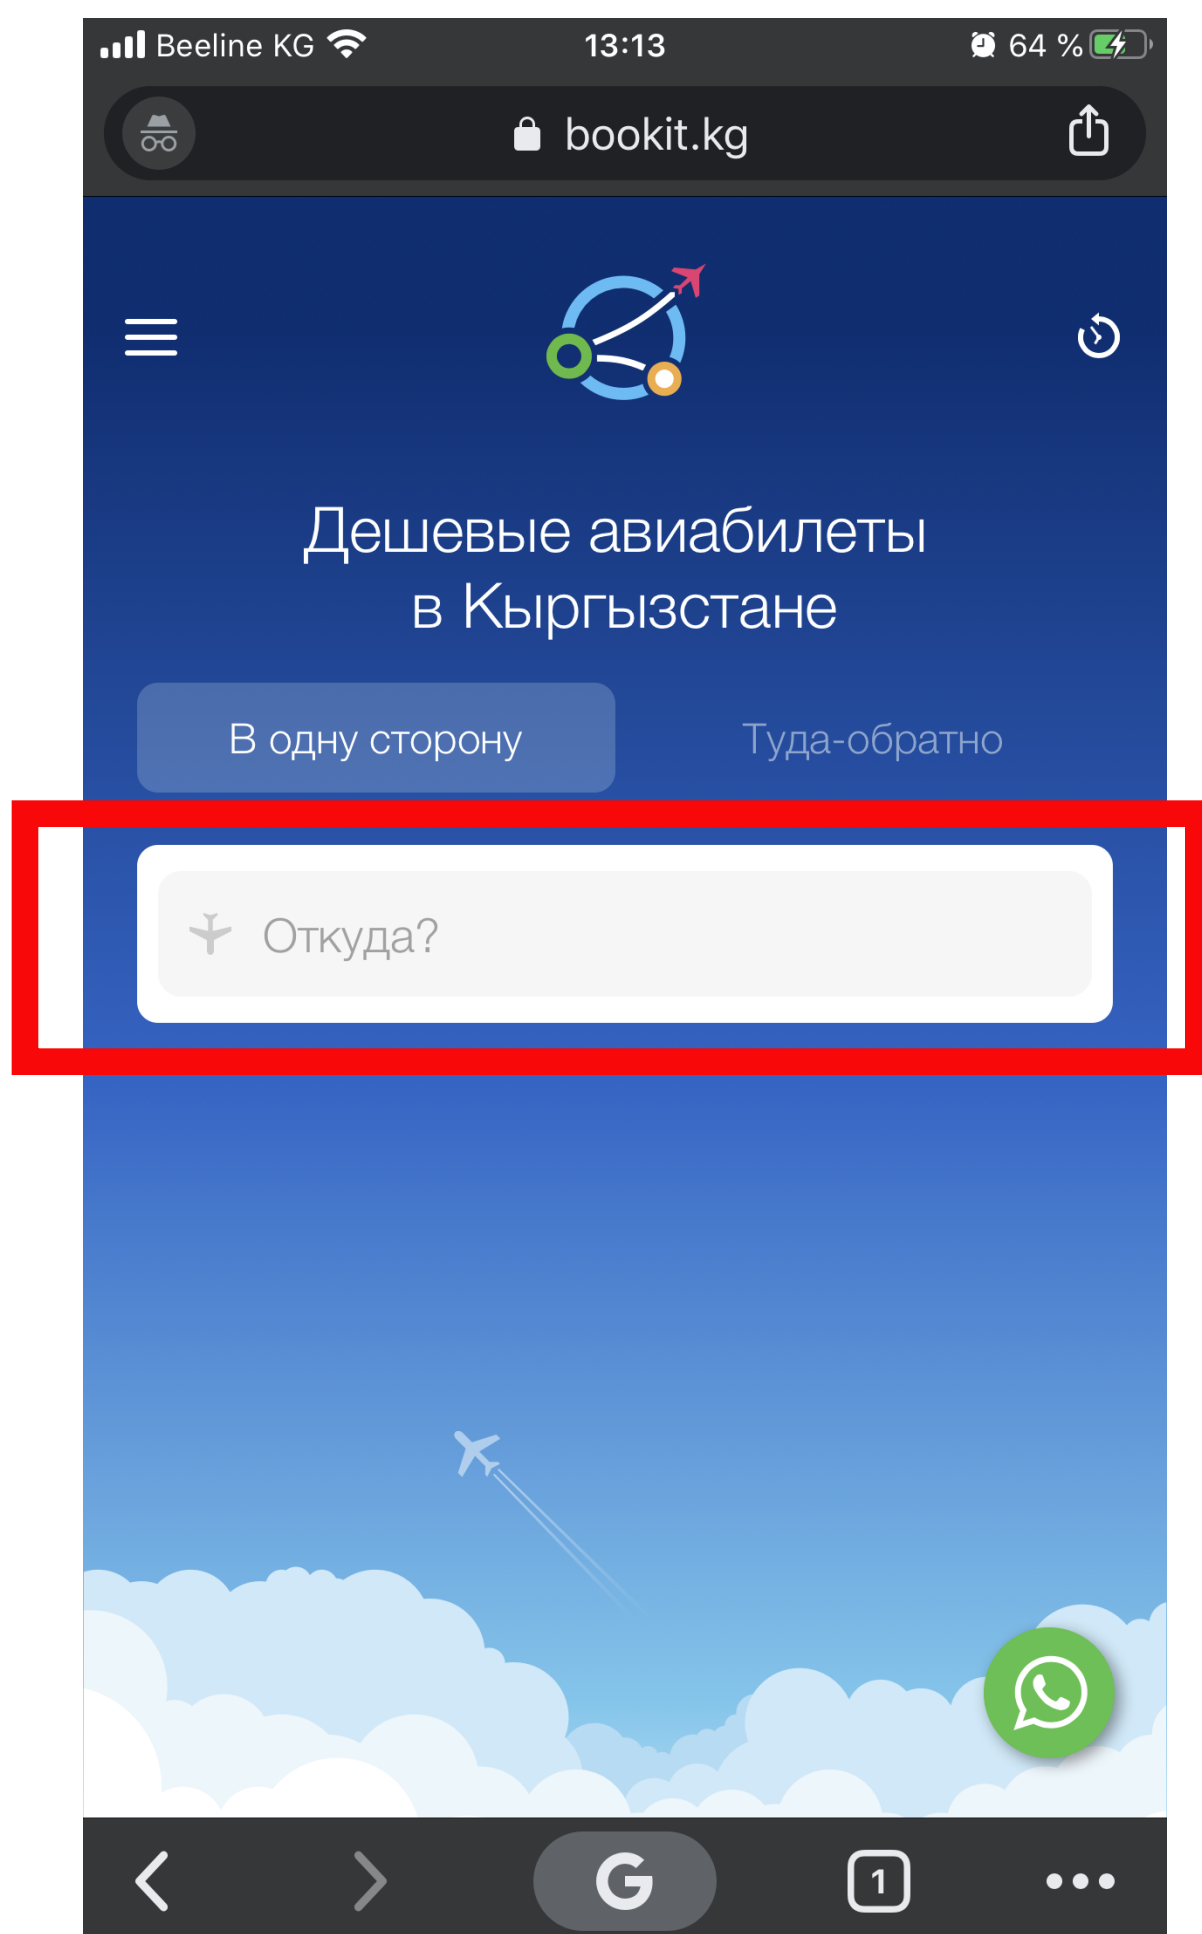 Beeline KG 13:13 64 %
bookit.kg
Дешевые авиабилеты
в Кыргызстане
В одну сторону Туда-обратно
Откуда?
G 1